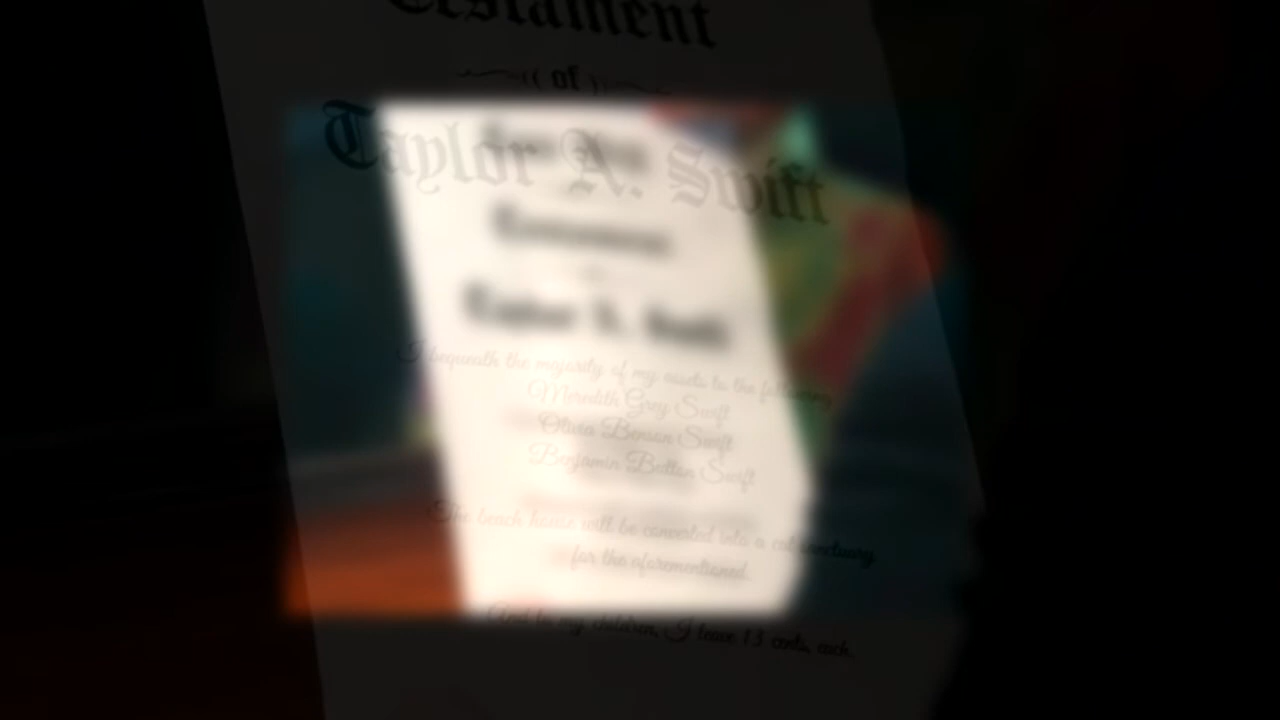 Testament
of
Taylor A. Swift
I bequeath the majority of my assets to the following
Meredith Grey Swift
Olivia Benson Swift
Benjamin Button Swift
The beach house will be converted into a cat sanctuary
for the aforementioned.
And to my children, I leave 13 cents, each.